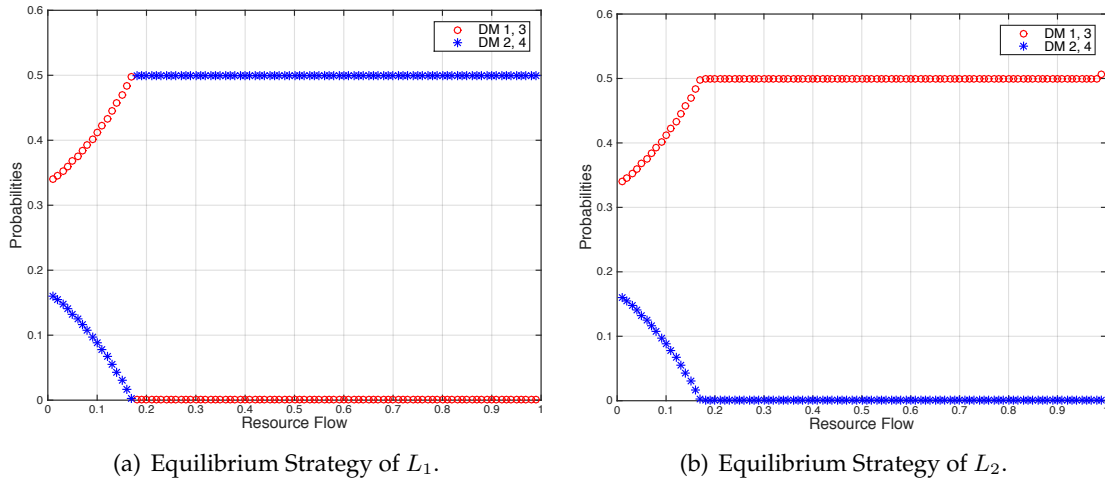 0.6
0.5
0.4
0.3
0.2
0.1
0
Probabilities
0 0.1 0.2 0.3 0.4 0.5 0.6 0.7 0.8 0.9 1
Resource Flow
DM 1, 3
DM 2, 4
(a) Equilibrium Strategy of L₁.
0.6
0.5
0.4
0.3
0.2
0.1
0
Probabilities
0 0.1 0.2 0.3 0.4 0.5 0.6 0.7 0.8 0.9
Resource Flow
DM 1, 3
DM 2, 4
(b) Equilibrium Strategy of L₂.